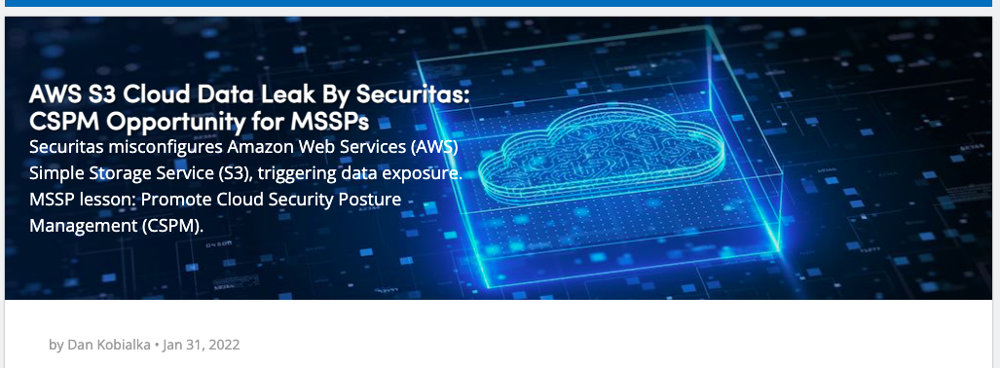 AWS S3 Cloud Data Leak By Securitas:
CSPM Opportunity for MSSPs
Securitas misconfigures Amazon Web Services (AWS)
Simple Storage Service (S3), triggering data exposure.
MSSP lesson: Promote Cloud Security Posture
Management (CSPM).
by Dan Kobialka • Jan 31, 2022